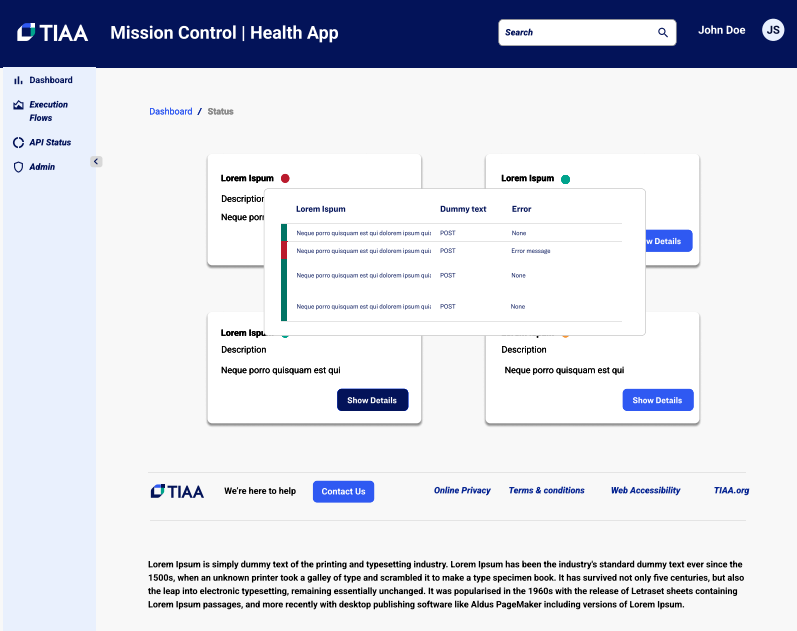 TIAA
Mission Control | Health App
Search
John Doe
JS
Dashboard
Execution
Flows
API Status
Admin
Dashboard / Status
Lorem Ispum
Description
Neque porr
Lorem Ispum
w Details
Lorem Ispum Dummy text Error
Neque porro quisquam est qui dolorem ipsum qui POST None
Neque porro quisquam est qui dolorem ipsum qui POST Error message
Neque porro quisquam est qui dolorem ipsum qui POST None
Neque porro quisquam est qui dolorem ipsum qui POST None
Lorem Ispu
Description
Neque porro quisquam est qui
Show Details
Description
Neque porro quisquam est qui
Show Details
TIAA
We're here to help
Contact Us
Online Privacy
Terms & conditions
Web Accessibility
TIAA.org
Lorem Ipsum is simply dummy text of the printing and typesetting industry. Lorem Ipsum has been the industry's standard dummy text ever since the
1500s, when an unknown printer took a galley of type and scrambled it to make a type specimen book. It has survived not only five centuries, but also
the leap into electronic typesetting, remaining essentially unchanged. It was popularised in the 1960s with the release of Letraset sheets containing
Lorem Ipsum passages, and more recently with desktop publishing software like Aldus PageMaker including versions of Lorem Ipsum.